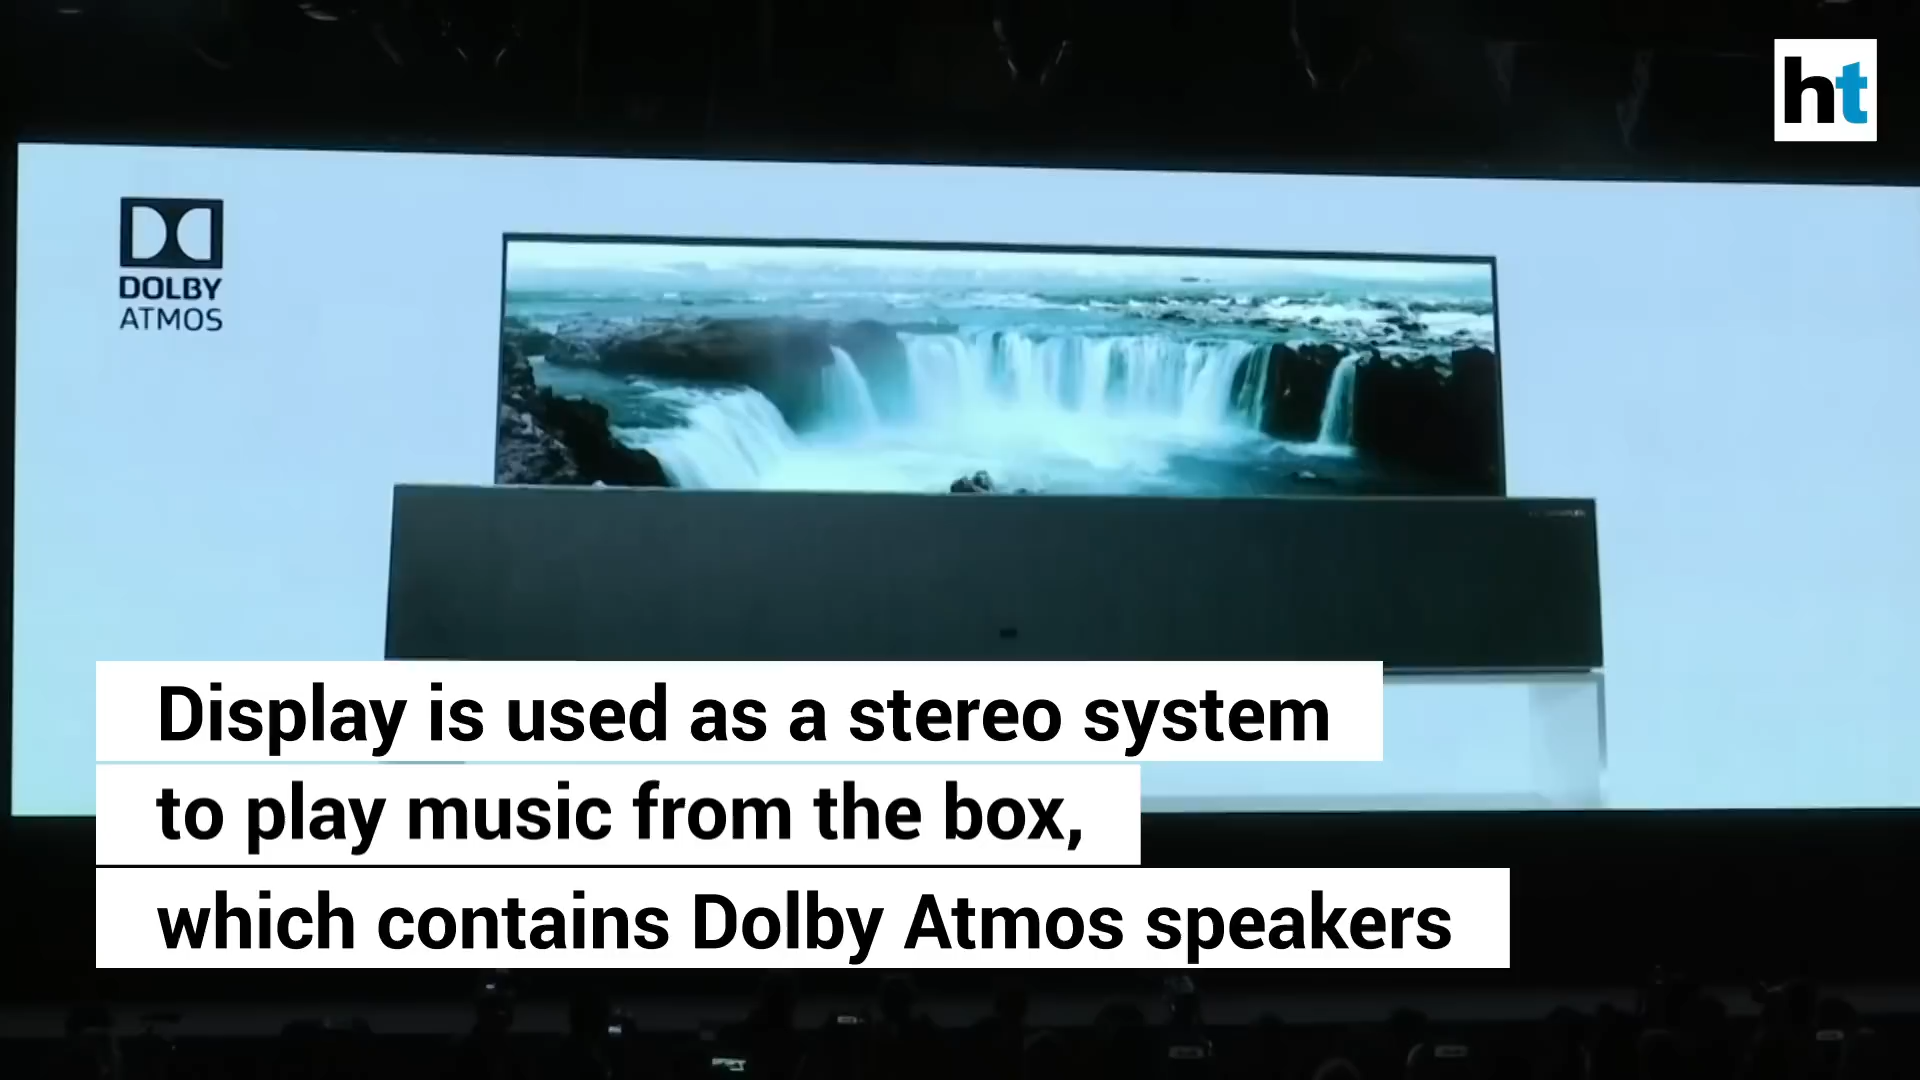 ht
DOLBY
ATMOS
Display is used as a stereo system
to play music from the box,
which contains Dolby Atmos speakers